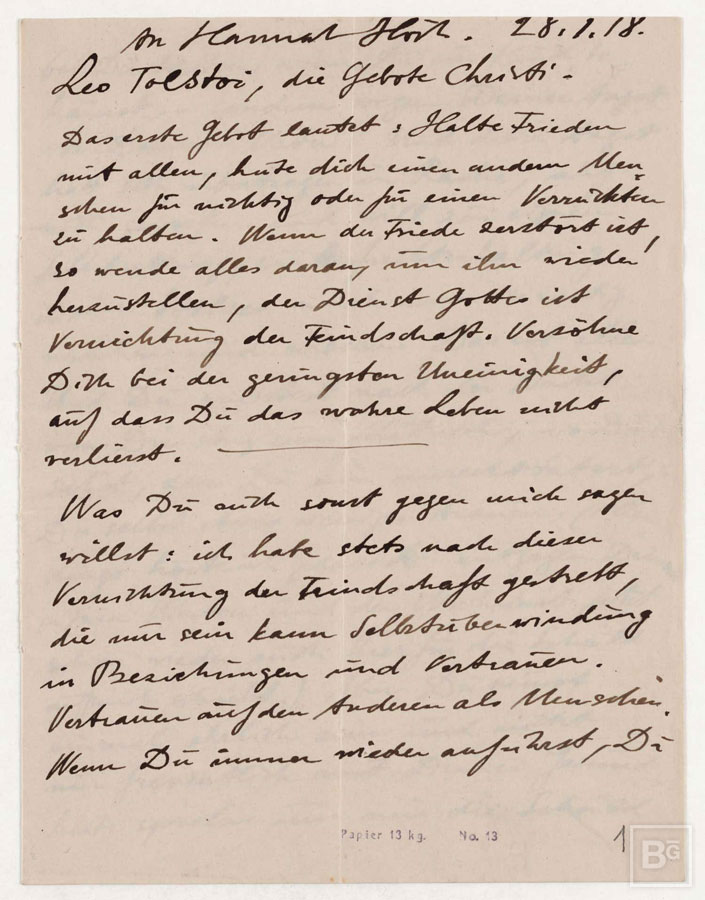 An Hannah Höch. 28.1.18.
Leo Tolstoi, die Gebote Christi.
Das erste Gebot lautet: Halte Frieden
mit allen, hüte dich einen andern Men
schen für nichtig oder für einen Verrückten
zu halten. Wenn der Friede zerstört ist,
so wende alles daran, um ihn wieder
herzustellen, der Dienst Gottes ist
Vernichtung der Feindschaft. Versöhne
Dich bei der geringsten Uneinigkeit,
auf dass Du das wahre Leben nicht
verlierst.
Was Du auch sonst gegen mich sagen
willst: ich habe stets nach dieser
Vernichtung der Feindschaft gestrebt,
die nur sein kann Selbstüberwindung
in Beziehungen und Vertrauen.
Vertrauen auf den Anderen als Menschen.
Wenn Du immer wieder anführst, Du
Papier 13 kg. No. 13
1
BG